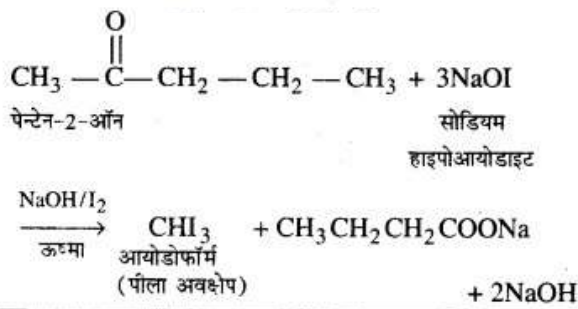 O
||
CH₃ — C — CH₂ — CH₂ — CH₃ + 3NaOI
पेन्टेन-2-ऑन सोडियम
हाइपोआयोडाइट
NaOH/I₂
⟶ CHI₃ + CH₃CH₂CH₂COONa
ऊष्मा आयोडोफॉर्म
(पीला अवक्षेप)
+ 2NaOH